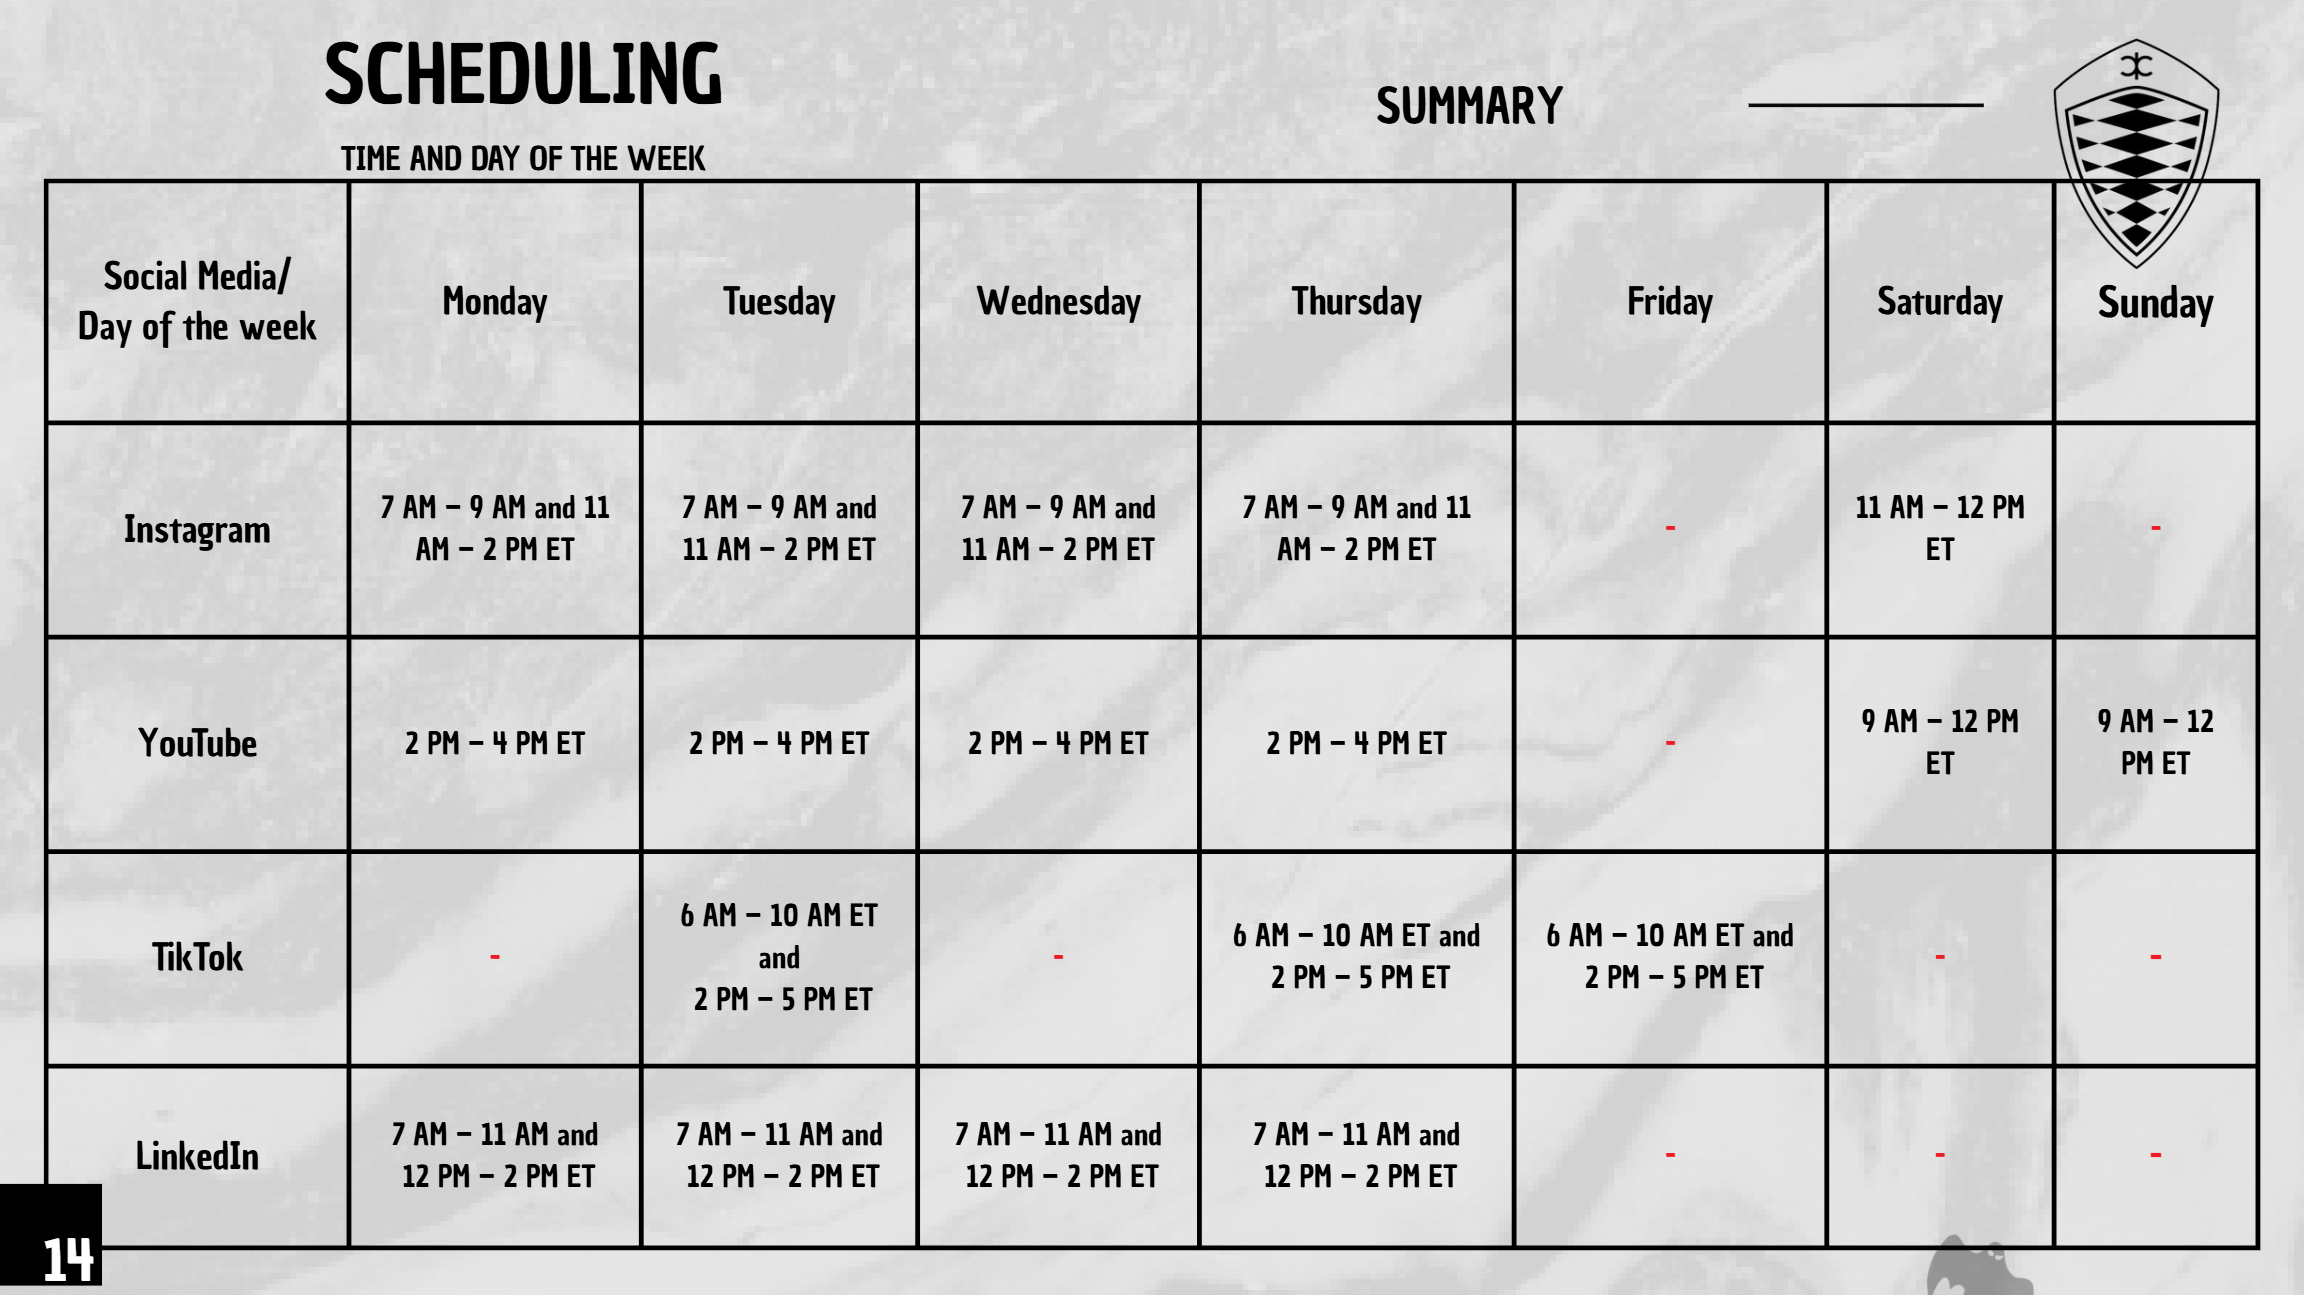 SCHEDULING
TIME AND DAY OF THE WEEK
SUMMARY
Social Media/
Day of the week
Monday
Tuesday
Wednesday
Thursday
Friday
Saturday
Sunday
Instagram
7 AM – 9 AM and 11
AM – 2 PM ET
7 AM – 9 AM and
11 AM – 2 PM ET
7 AM – 9 AM and
11 AM – 2 PM ET
7 AM – 9 AM and 11
AM – 2 PM ET
-
11 AM – 12 PM
ET
-
YouTube
2 PM – 4 PM ET
2 PM – 4 PM ET
2 PM – 4 PM ET
2 PM – 4 PM ET
-
9 AM – 12 PM
ET
9 AM – 12
PM ET
TikTok
-
6 AM – 10 AM ET
and
2 PM – 5 PM ET
-
6 AM – 10 AM ET and
2 PM – 5 PM ET
6 AM – 10 AM ET and
2 PM – 5 PM ET
-
-
LinkedIn
7 AM – 11 AM and
12 PM – 2 PM ET
7 AM – 11 AM and
12 PM – 2 PM ET
7 AM – 11 AM and
12 PM – 2 PM ET
7 AM – 11 AM and
12 PM – 2 PM ET
-
-
-
14